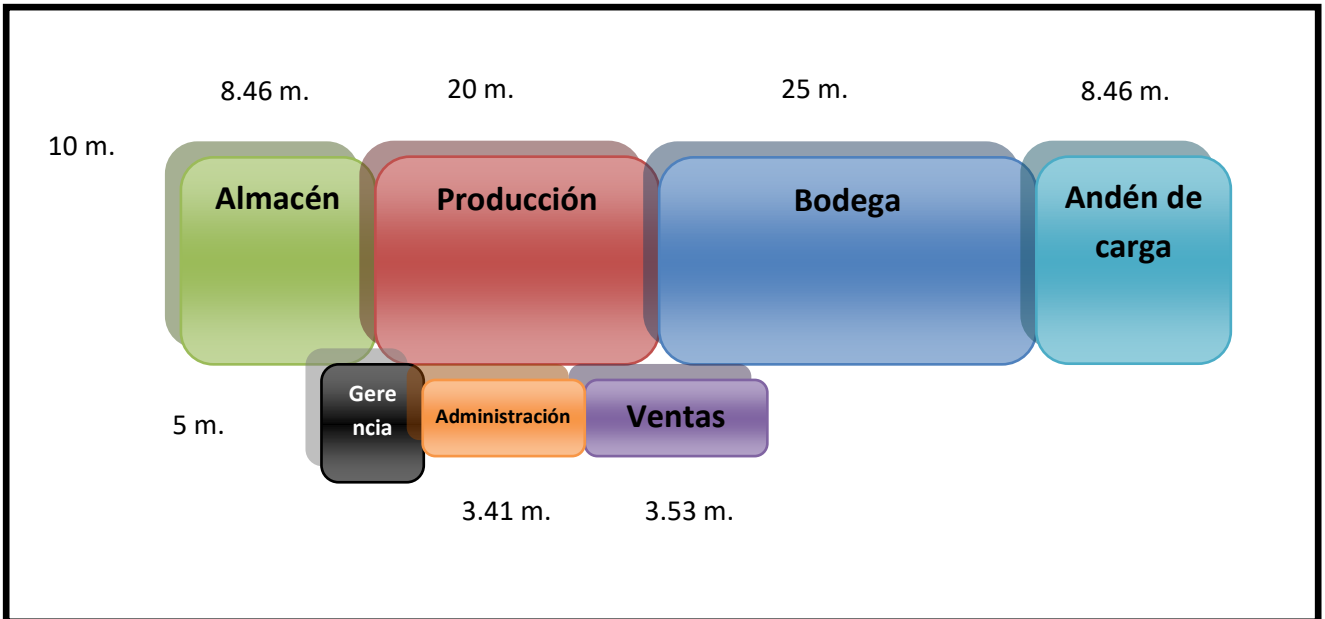 8.46 m.
20 m.
25 m.
8.46 m.
10 m.
Almacén
Producción
Bodega
Andén de
carga
Gere
ncia
Administración
Ventas
5 m.
3.41 m.
3.53 m.